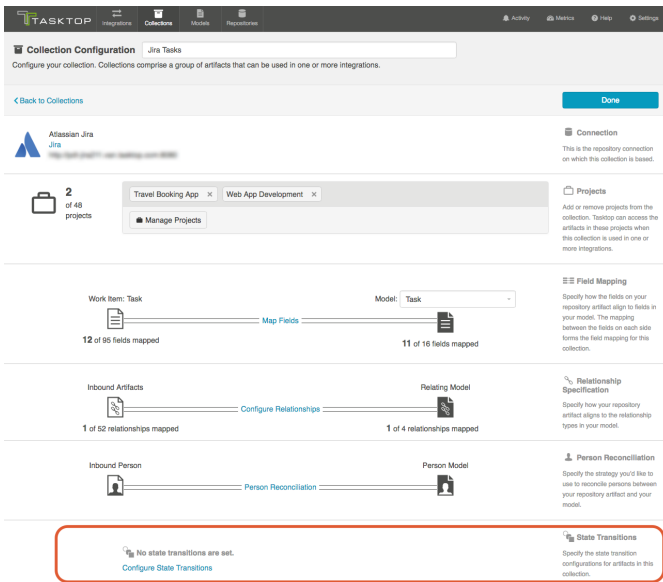 TASKTOP
Integrations
Collections
Models
Repositories
Activity
Metrics
Help
Settings
Collection Configuration
Jira Tasks
Configure your collection. Collections comprise a group of artifacts that can be used in one or more integrations.
Back to Collections
Done
Atlassian Jira
Jira
Connection
This is the repository connection
on which this collection is based.
2
of 48
projects
Travel Booking App ×
Web App Development ×
Manage Projects
Projects
Add or remove projects from the
collection. Tasktop can access the
artifacts in these projects when
this collection is used in one or
more integrations.
Work Item: Task
Map Fields
Model: Task
12 of 95 fields mapped
11 of 16 fields mapped
Field Mapping
Specify how the fields on your
repository artifact align to fields in
your model. The mapping
between the fields on each side
forms the field mapping for this
collection.
Inbound Artifacts
Configure Relationships
Relating Model
1 of 52 relationships mapped
1 of 4 relationships mapped
Relationship
Specification
Specify how your repository
artifact aligns to the relationship
types in your model.
Inbound Person
Person Reconciliation
Person Model
Person Reconciliation
Specify the strategy you'd like to
use to reconcile persons between
your repository artifact and your
model.
No state transitions are set.
Configure State Transitions
State Transitions
Specify the state transition
configurations for artifacts in this
collection.